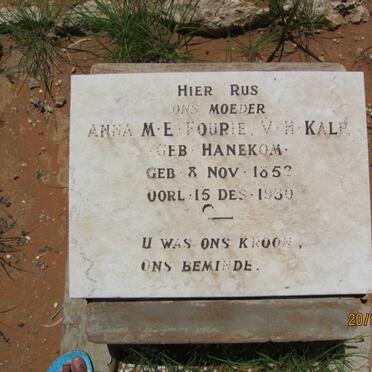 HIER RUS
ONS MOEDER
ANNA M·E·FOURIE, V·H·KALP.
GEB HANEKOM·
GEB · 8 NOV · 1852
OORL · 15 DES · 1930
U WAS ONS KROON,
ONS BEMINDE.
20/